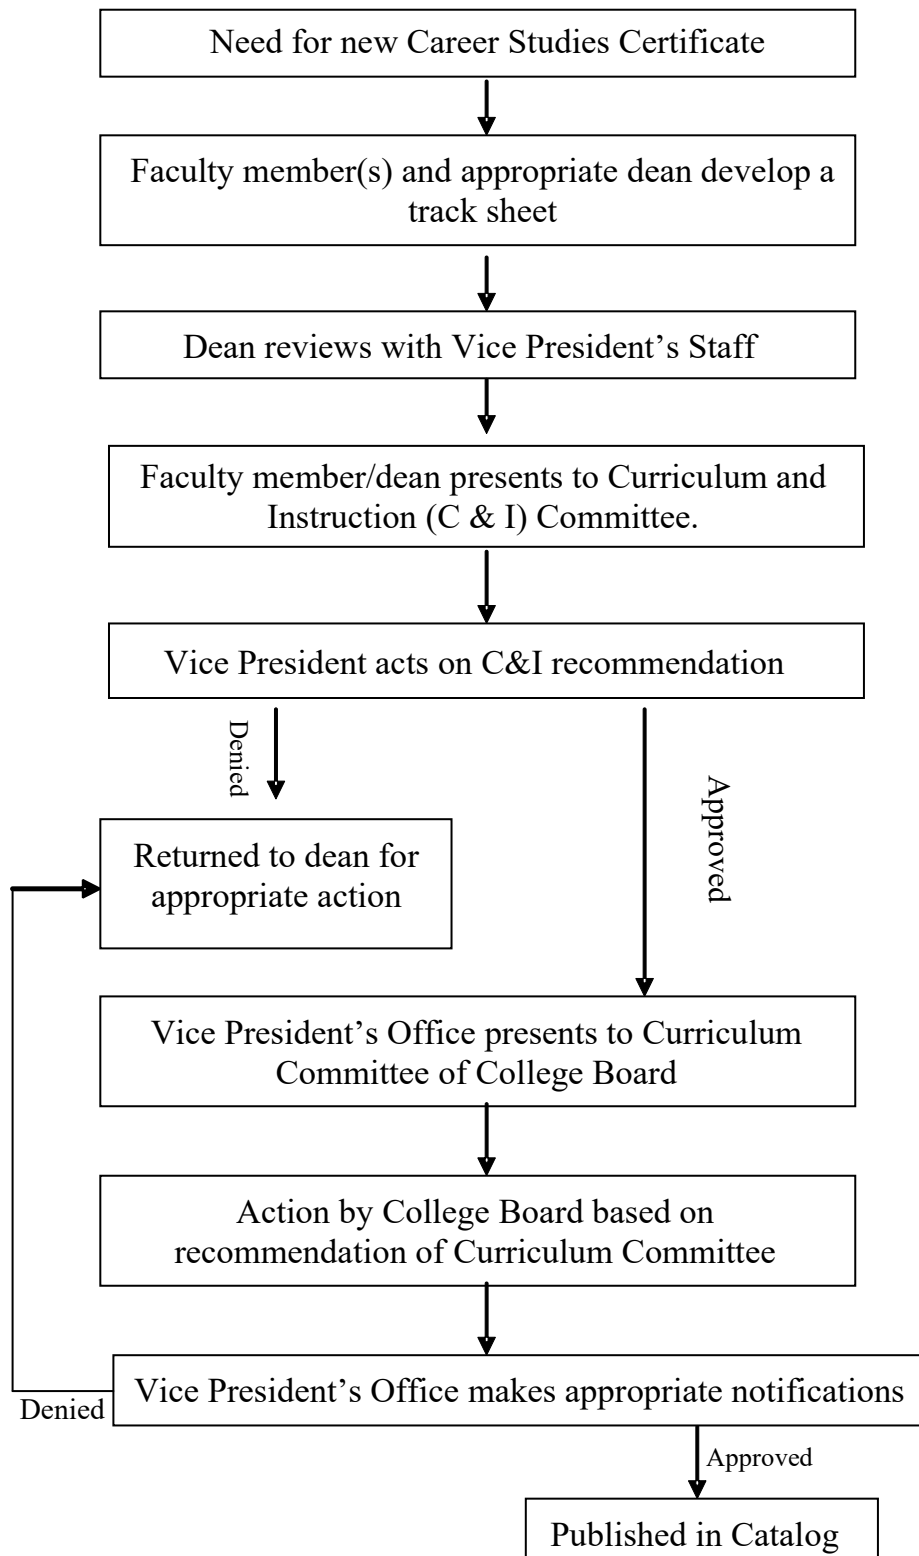 Need for new Career Studies Certificate
Faculty member(s) and appropriate dean develop a
track sheet
Dean reviews with Vice President’s Staff
Faculty member/dean presents to Curriculum and
Instruction (C & I) Committee.
Vice President acts on C&I recommendation
Denied
Approved
Returned to dean for
appropriate action
Vice President’s Office presents to Curriculum
Committee of College Board
Action by College Board based on
recommendation of Curriculum Committee
Vice President’s Office makes appropriate notifications
Denied
Approved
Published in Catalog